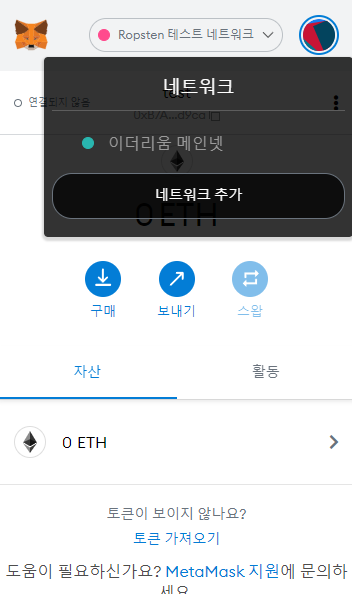 Ropsten 테스트 네트워크
네트워크
연결되지 않음
test
이더리움 메인넷
네트워크 추가
0 ETH
구매
보내기
스왑
자산
활동
0 ETH
토큰이 보이지 않나요?
토큰 가져오기
도움이 필요하신가요? MetaMask 지원에 문의하
세요